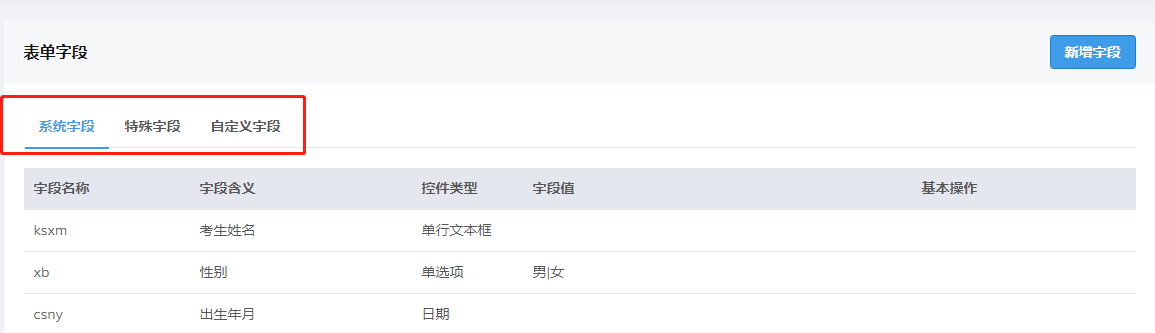 表单字段 新增字段
系统字段 特殊字段 自定义字段
字段名称 字段含义 控件类型 字段值 基本操作
ksxm 考生姓名 单行文本框
xb 性别 单选项 男|女
csny 出生年月 日期